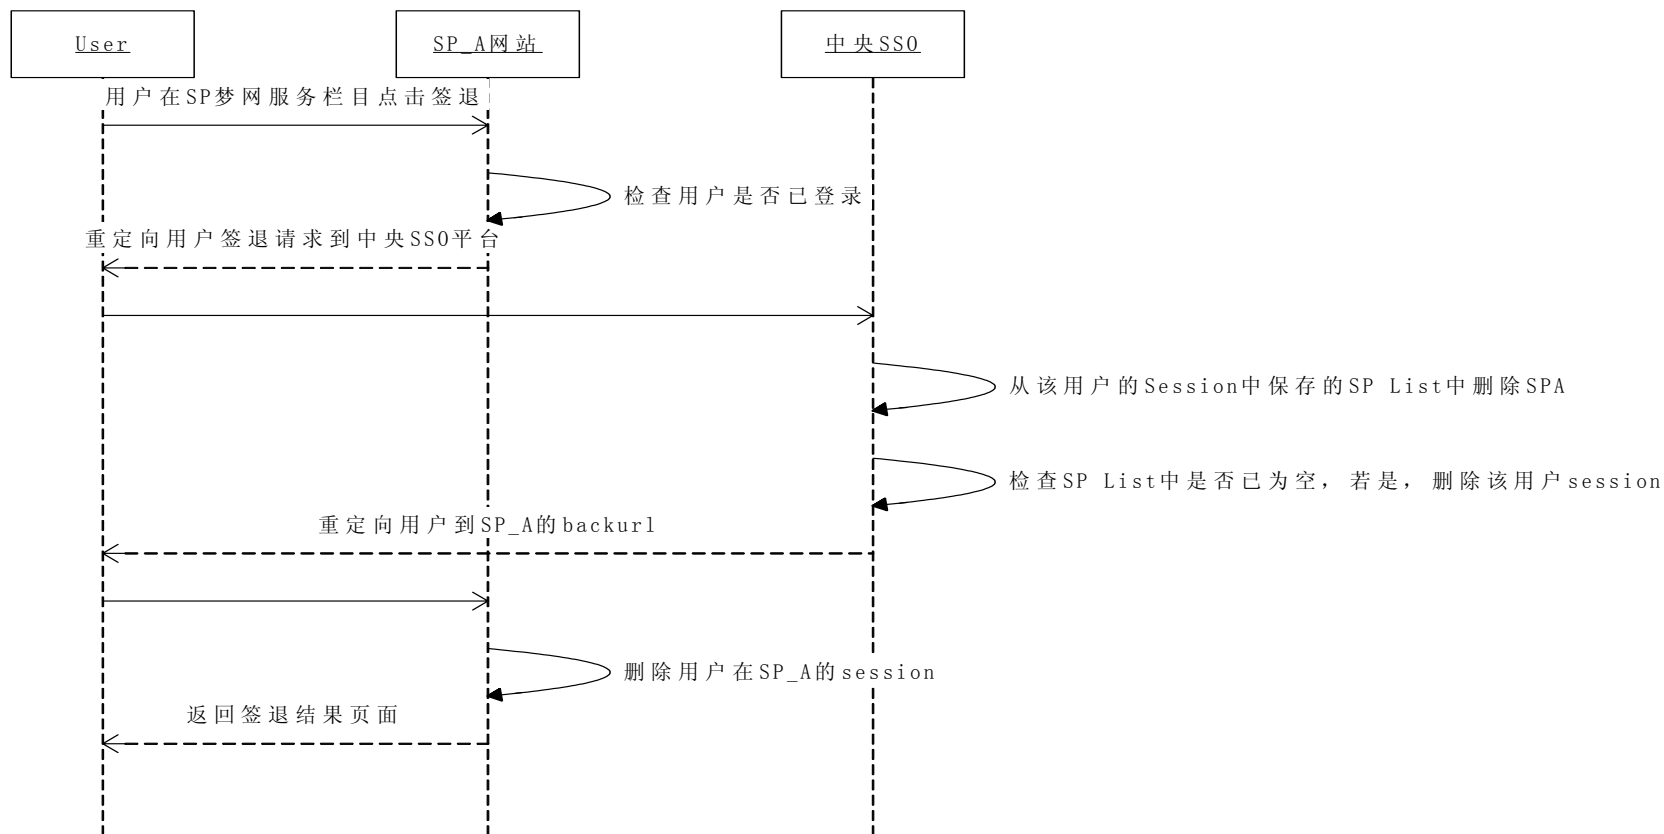 User
SP_A网站
中央SSO
用户在SP梦网服务栏目点击签退
检查用户是否已登录
重定向用户签退请求到中央SSO平台
从该用户的Session中保存的SP List中删除SPA
检查SP List中是否已为空，若是，删除该用户session
重定向用户到SP_A的backurl
删除用户在SP_A的session
返回签退结果页面